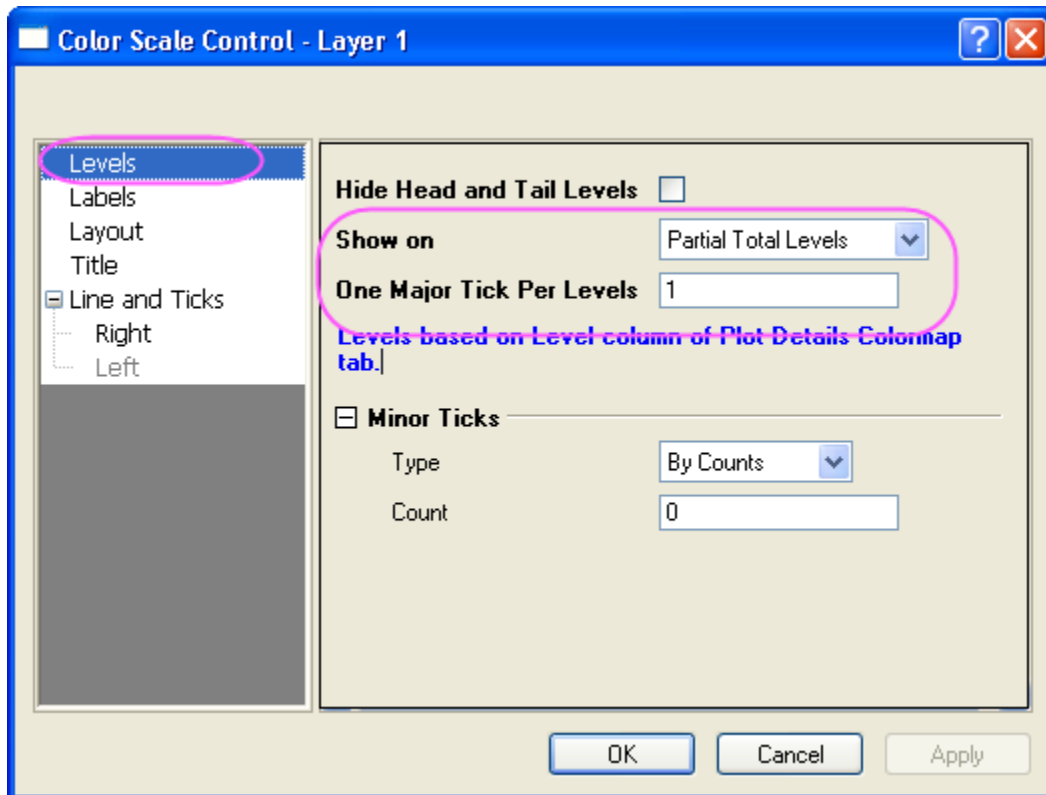 Color Scale Control - Layer 1
Levels
Labels
Layout
Title
Line and Ticks
Right
Left
Hide Head and Tail Levels
Show on Partial Total Levels
One Major Tick Per Levels 1
Levels based on Level column of Plot Details Colormap
tab.
Minor Ticks
Type By Counts
Count 0
OK Cancel Apply